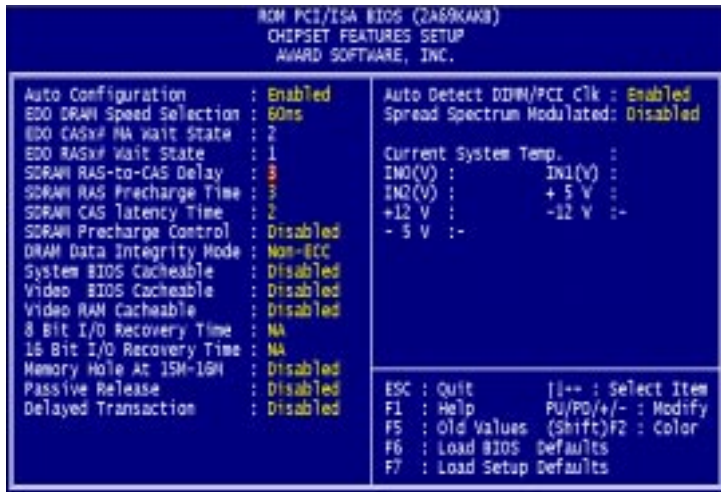 ROM PCI/ISA BIOS (2A69KAKB)
CHIPSET FEATURES SETUP
AWARD SOFTWARE, INC.
Auto Configuration : Enabled
EDO DRAM Speed Selection : 60ns
EDO CASx# MA Wait State : 2
EDO RASx# Wait State : 1
SDRAM RAS-to-CAS Delay : 3
SDRAM RAS Precharge Time : 3
SDRAM CAS latency Time : 2
SDRAM Precharge Control : Disabled
DRAM Data Integrity Mode : Non-ECC
System BIOS Cacheable : Disabled
Video BIOS Cacheable : Disabled
Video RAM Cacheable : Disabled
8 Bit I/O Recovery Time : NA
16 Bit I/O Recovery Time : NA
Memory Hole At 15M-16M : Disabled
Passive Release : Disabled
Delayed Transaction : Disabled
Auto Detect DIMM/PCI Clk : Enabled
Spread Spectrum Modulated: Disabled
Current System Temp. :
IN0(V) : IN1(V) :
IN2(V) : + 5 V :
+12 V : -12 V :-
- 5 V :-
ESC : Quit : Select Item
F1 : Help PU/PD/+/- : Modify
F5 : Old Values (Shift)F2 : Color
F6 : Load BIOS Defaults
F7 : Load Setup Defaults